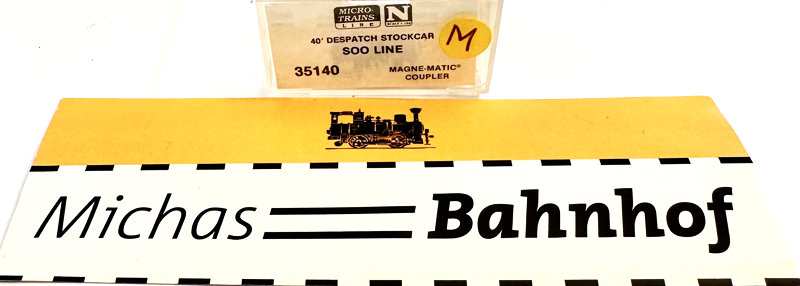 MICRO-
TRAINS
LINE
N
40' DESPATCH STOCKCAR
SOO LINE
M
35140
MAGNE-MATIC®
COUPLER
Michas Bahnhof